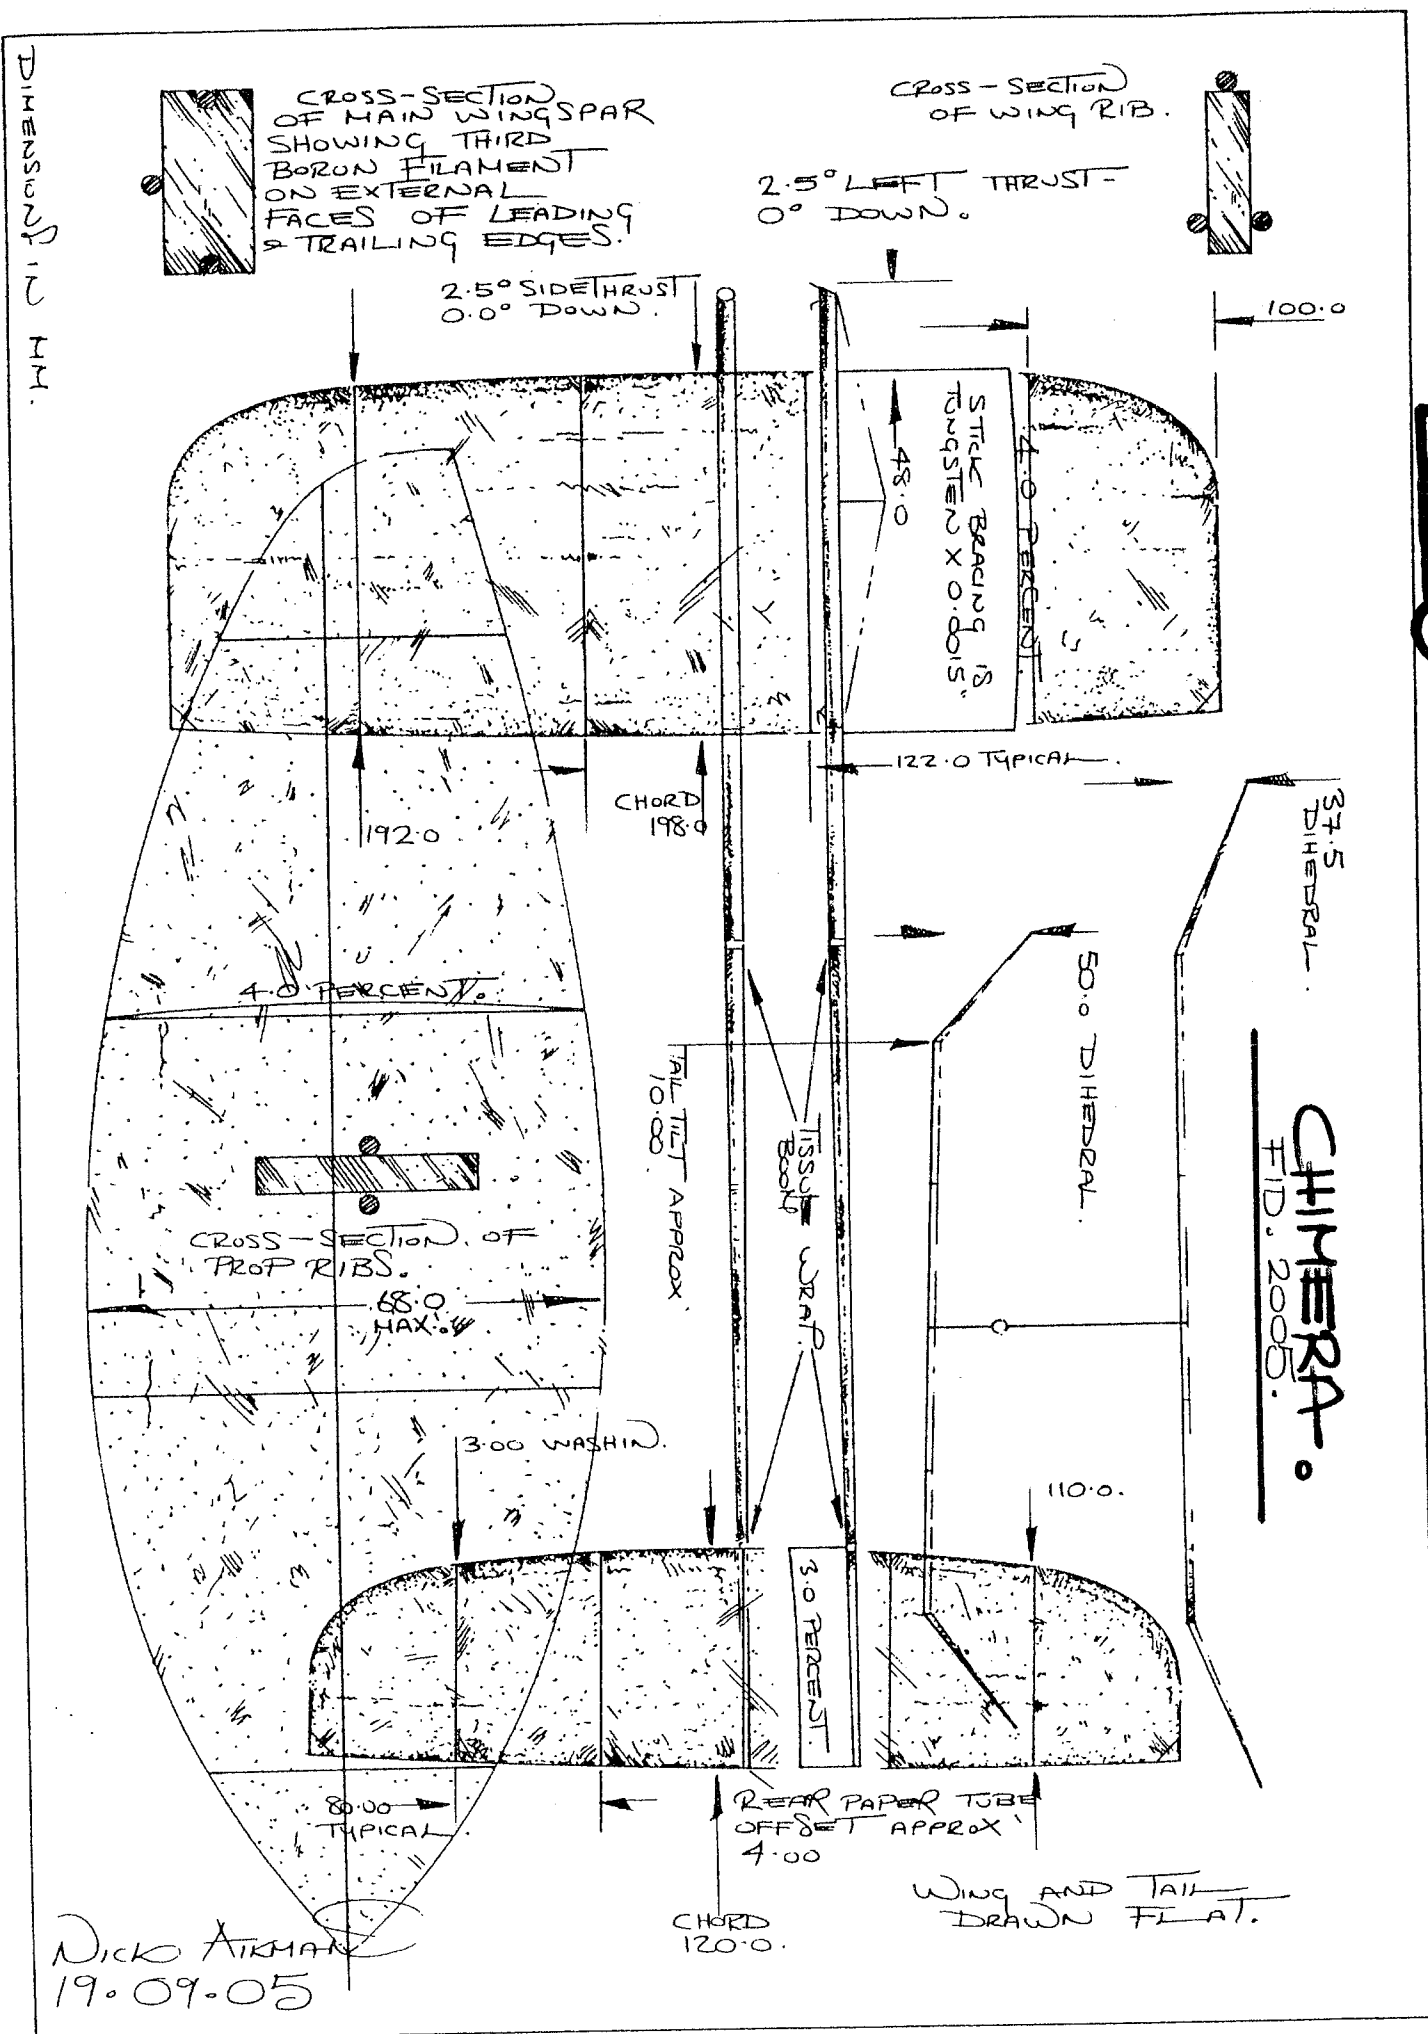 DIMENSIONS IN MM.
CROSS-SECTION
OF MAIN WINGSPAR
SHOWING THIRD
BORON FILAMENT
ON EXTERNAL
FACES OF LEADING
& TRAILING EDGES.
CROSS-SECTION
OF WING RIB.
2.5° LEFT THRUST-
0° DOWN.
2.5° SIDETHRUST
0.0° DOWN.
100.0
48.0
STICK BRACING IS
TUNGSTEN X 0.0015"
4.0 PERCENT.
122.0 TYPICAL.
192.0
CHORD
198.0
37.5
DIHEDRAL.
50.0 DIHEDRAL.
4.0 PERCENT.
TAIL TILT APPROX'
10.00
TISSUE WRAP.
BOOM
CHIMERA.
F1D. 2005.
CROSS-SECTION. OF
PROP RIBS.
68.0
MAX.
3.00 WASHIN.
110.0.
3.0 PERCENT.
80.00
TYPICAL.
REAR PAPER TUBE
OFFSET APPROX'
4.00
CHORD
120.0.
WING AND TAIL
DRAWN FLAT.
NICK AIKMAN
19.09.05